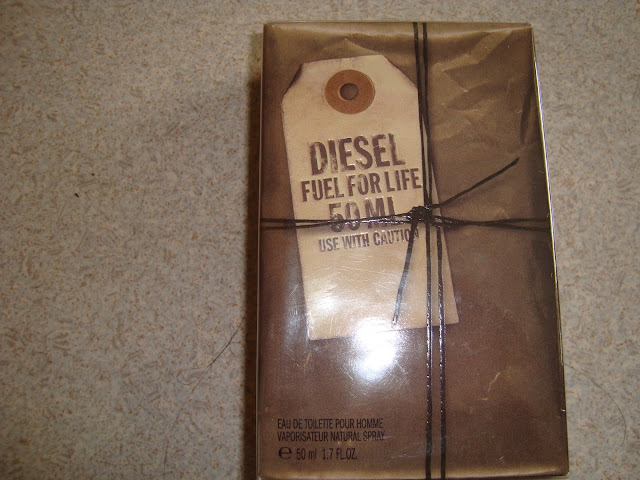 DIESEL
FUEL FOR LIFE
50 ML
USE WITH CAUTION
EAU DE TOILETTE POUR HOMME
VAPORISATEUR NATURAL SPRAY
℮ 50 ml 1.7 FL.OZ.